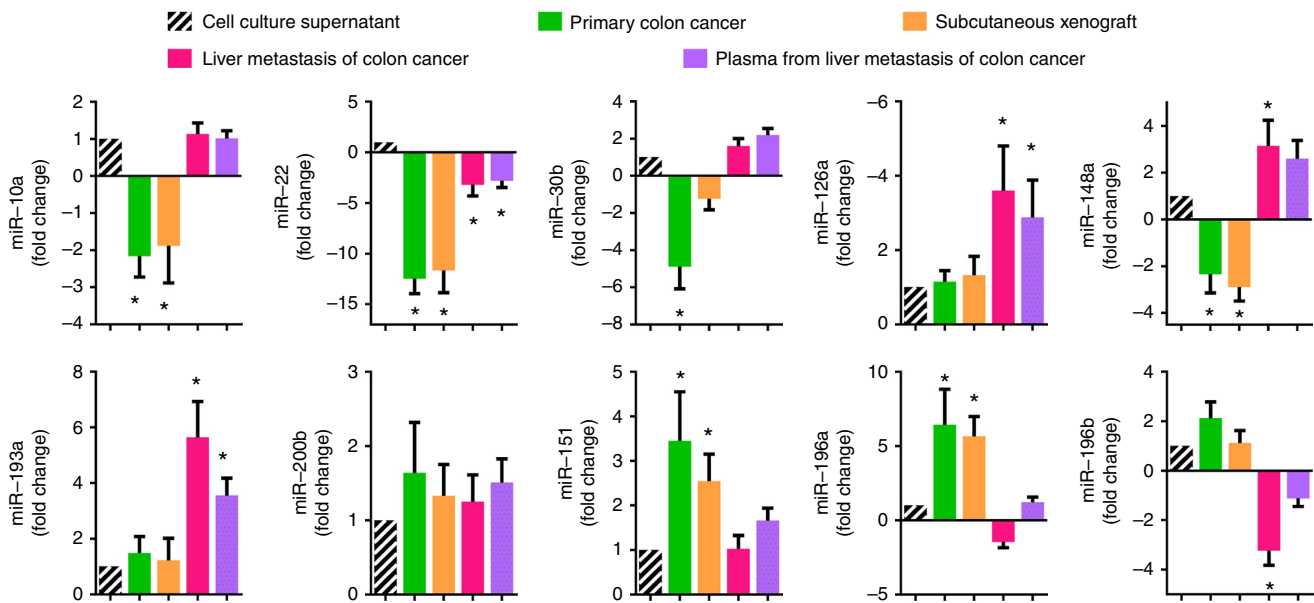 Cell culture supernatant
Primary colon cancer
Subcutaneous xenograft
Liver metastasis of colon cancer
Plasma from liver metastasis of colon cancer
miR–10a
(fold change)
2
1
0
–1
–2
–3
–4
*
*
miR–22
(fold change)
5
0
–5
–10
–15
*
*
*
*
miR–30b
(fold change)
4
2
0
–2
–4
–6
–8
*
miR–126a
(fold change)
–6
–4
2
0
*
*
miR–148a
(fold change)
4
2
0
–2
–4
*
*
*
miR–193a
(fold change)
8
6
4
2
0
*
*
miR–200b
(fold change)
3
2
1
0
miR–151
(fold change)
5
4
3
2
1
0
*
*
miR–196a
(fold change)
10
5
0
–5
*
*
miR–196b
(fold change)
4
2
0
–2
–4
*